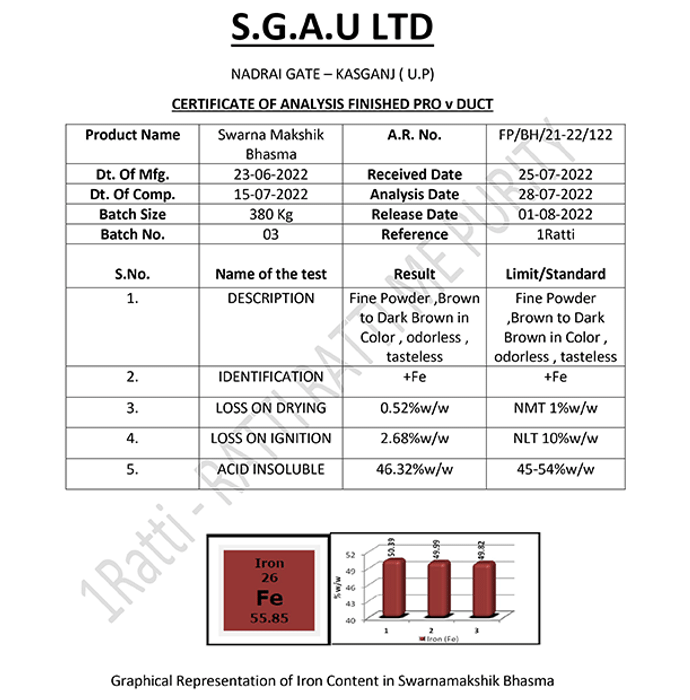 S.G.A.U LTD
NADRAI GATE – KASGANJ ( U.P)
CERTIFICATE OF ANALYSIS FINISHED PRO v DUCT
Product Name Swarna Makshik Bhasma A.R. No. FP/BH/21-22/122
Dt. Of Mfg. 23-06-2022 Received Date 25-07-2022
Dt. Of Comp. 15-07-2022 Analysis Date 28-07-2022
Batch Size 380 Kg Release Date 01-08-2022
Batch No. 03 Reference 1Ratti
S.No. Name of the test Result Limit/Standard
1. DESCRIPTION Fine Powder ,Brown to Dark Brown in Color , odorless , tasteless Fine Powder ,Brown to Dark Brown in Color , odorless , tasteless
2. IDENTIFICATION +Fe +Fe
3. LOSS ON DRYING 0.52%w/w NMT 1%w/w
4. LOSS ON IGNITION 2.68%w/w NLT 10%w/w
5. ACID INSOLUBLE 46.32%w/w 45-54%w/w
1Ratti - RATTI RATTI ME PURITY
Iron
26
Fe
55.85
%w/w
52
49
46
43
40
50.39
49.99
49.82
1 2 3
Iron (Fe)
Graphical Representation of Iron Content in Swarnamakshik Bhasma